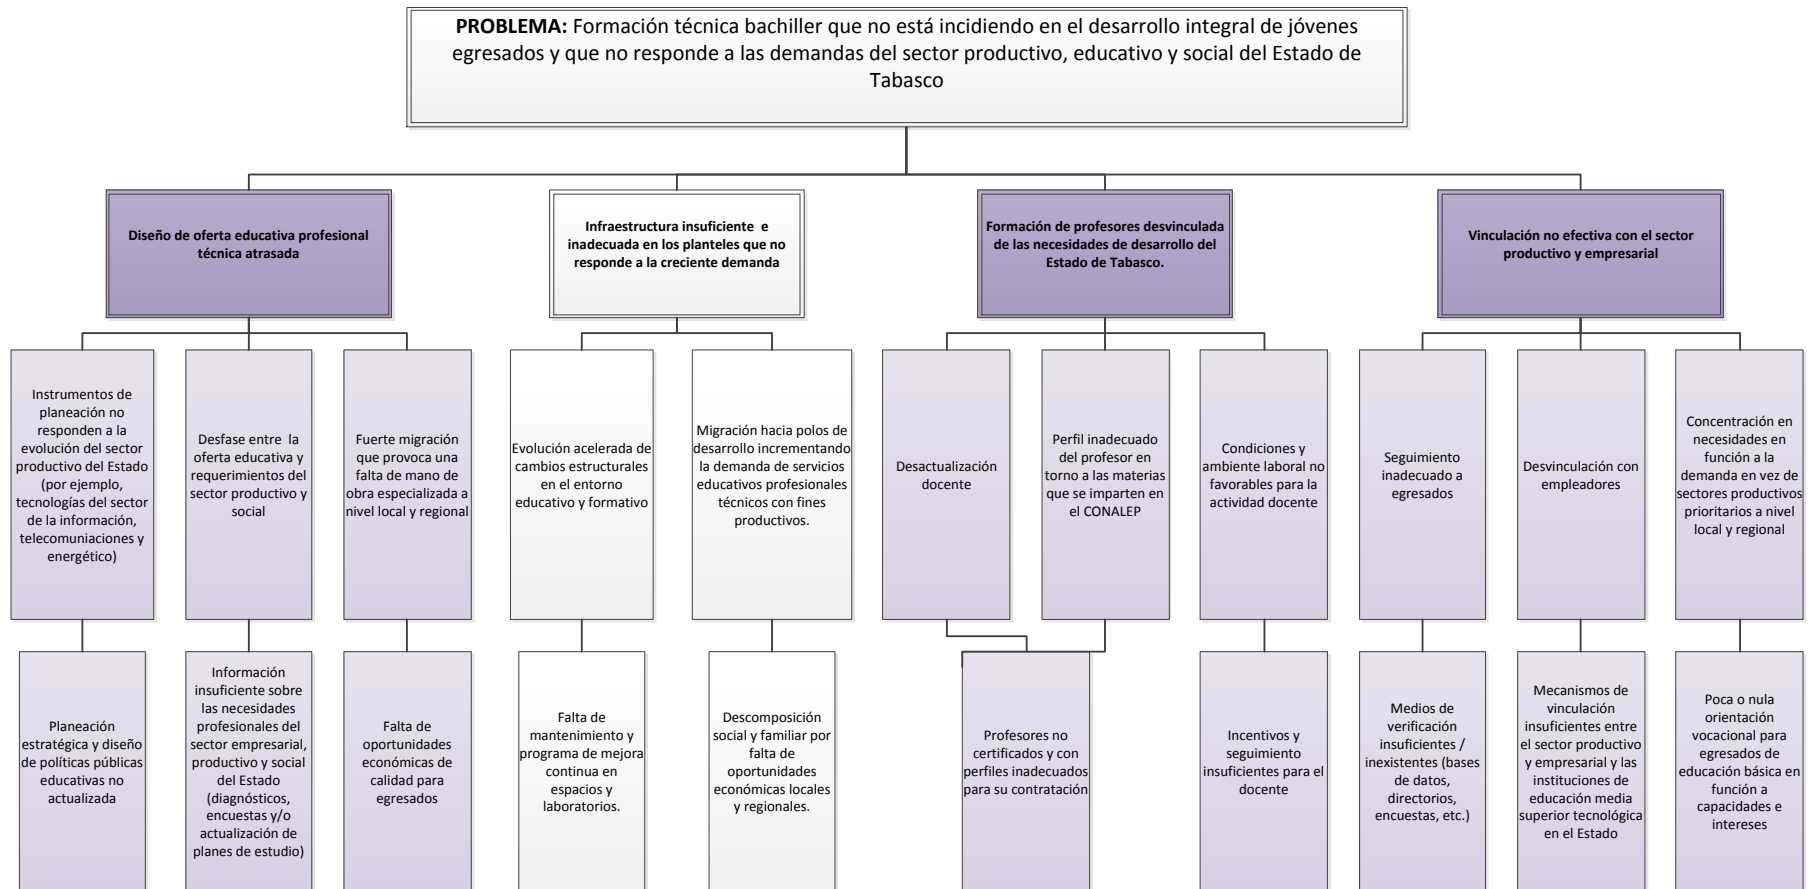 PROBLEMA: Formación técnica bachiller que no está incidiendo en el desarrollo integral de jóvenes
egresados y que no responde a las demandas del sector productivo, educativo y social del Estado de
Tabasco
Diseño de oferta educativa profesional
técnica atrasada
Infraestructura insuficiente e
inadecuada en los planteles que no
responde a la creciente demanda
Formación de profesores desvinculada
de las necesidades de desarrollo del
Estado de Tabasco.
Vinculación no efectiva con el sector
productivo y empresarial
Instrumentos de
planeación no
responden a la
evolución del sector
productivo del Estado
(por ejemplo,
tecnologías del sector
de la información,
telecomuniaciones y
energético)
Desfase entre la
oferta educativa y
requerimientos del
sector productivo y
social
Fuerte migración
que provoca una
falta de mano de
obra especializada a
nivel local y regional
Evolución acelerada de
cambios estructurales
en el entorno
educativo y formativo
Migración hacia polos de
desarrollo incrementando
la demanda de servicios
educativos profesionales
técnicos con fines
productivos.
Desactualización
docente
Perfil inadecuado
del profesor en
torno a las materias
que se imparten en
el CONALEP
Condiciones y
ambiente laboral no
favorables para la
actividad docente
Seguimiento
inadecuado a
egresados
Desvinculación con
empleadores
Concentración en
necesidades en
función a la
demanda en vez de
sectores productivos
prioritarios a nivel
local y regional
Planeación
estratégica y diseño
de políticas públicas
educativas no
actualizada
Información
insuficiente sobre
las necesidades
profesionales del
sector empresarial,
productivo y social
del Estado
(diagnósticos,
encuestas y/o
actualización de
planes de estudio)
Falta de
oportunidades
económicas de
calidad para
egresados
Falta de
mantenimiento y
programa de mejora
continua en
espacios y
laboratorios.
Descomposición
social y familiar por
falta de
oportunidades
económicas locales
y regionales.
Profesores no
certificados y con
perfiles inadecuados
para su contratación
Incentivos y
seguimiento
insuficientes para el
docente
Medios de
verificación
insuficientes /
inexistentes (bases
de datos,
directorios,
encuestas, etc.)
Mecanismos de
vinculación
insuficientes entre
el sector productivo
y empresarial y las
instituciones de
educación media
superior tecnológica
en el Estado
Poca o nula
orientación
vocacional para
egresados de
educación básica en
función a
capacidades e
intereses